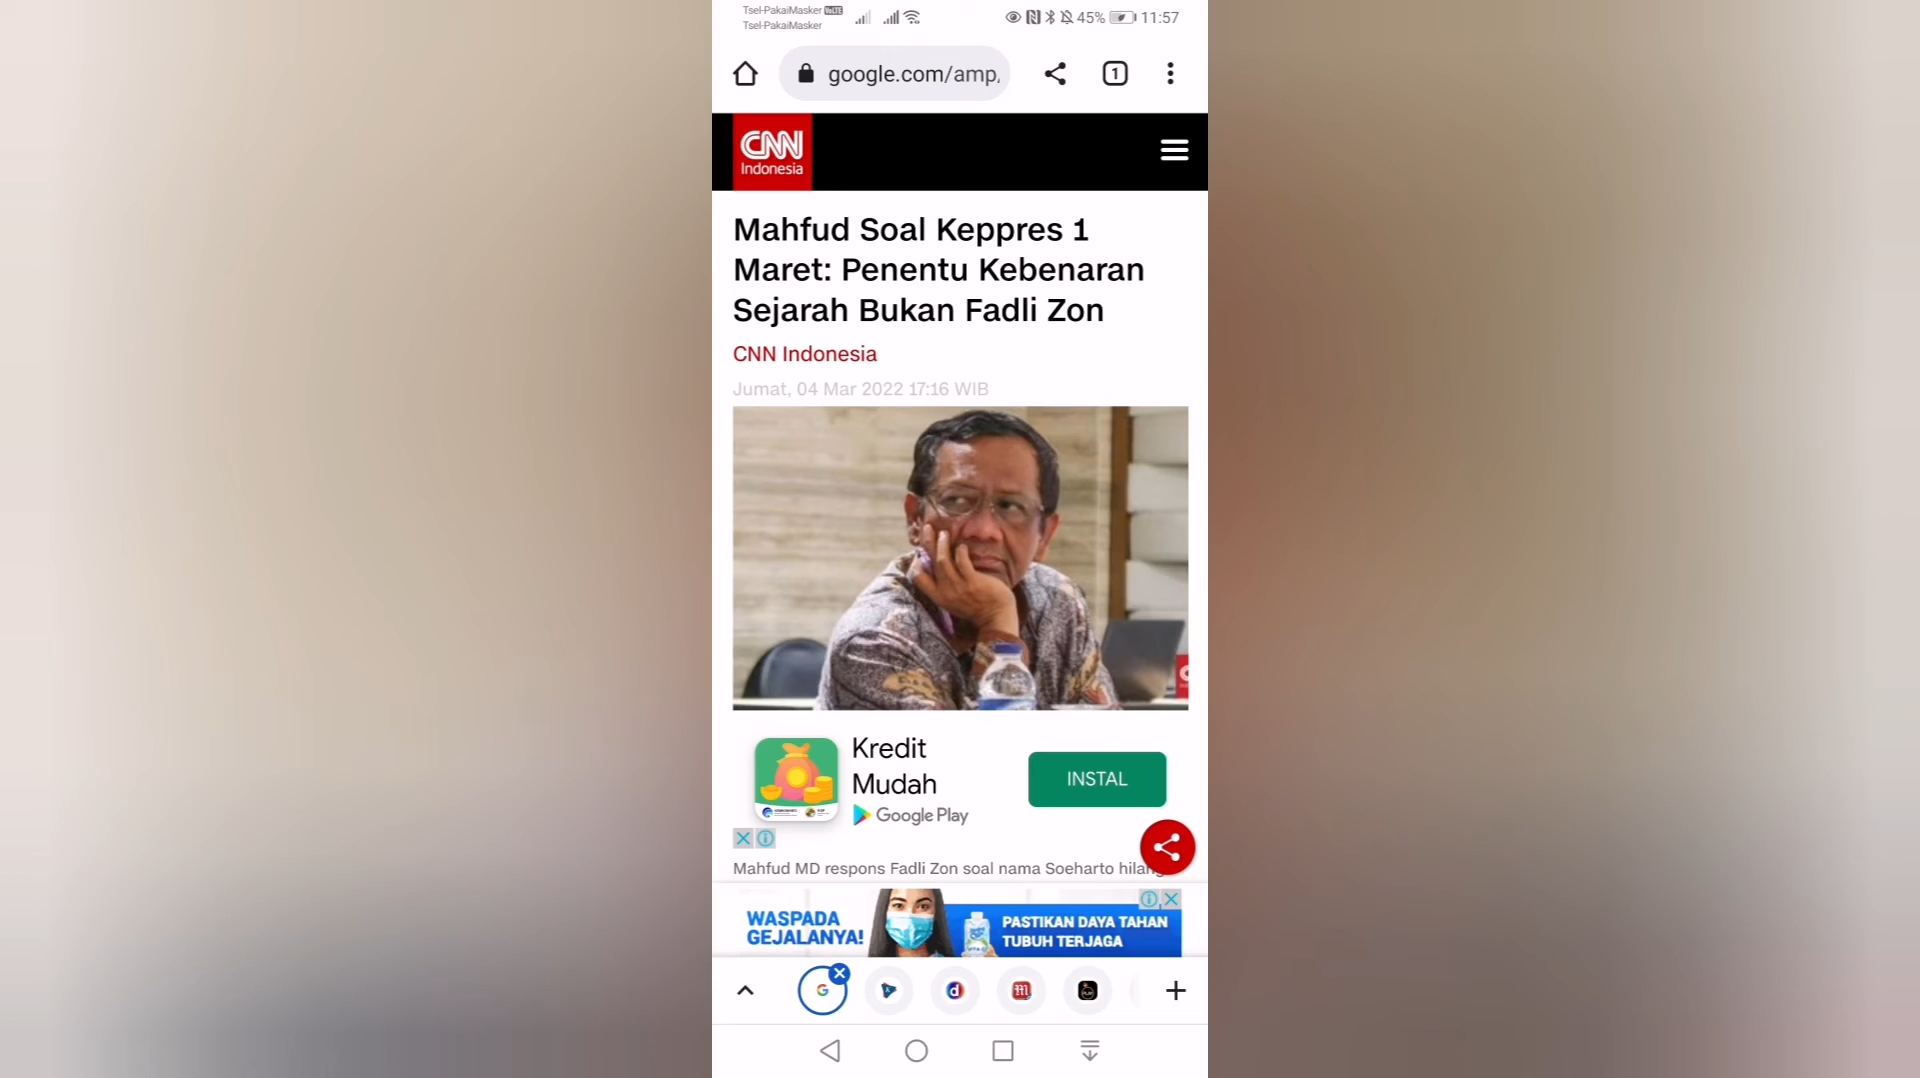 Tsel-PakaiMasker VoLTE
Tsel-PakaiMasker
45% 11:57
google.com/amp
1
CNN
Indonesia
Mahfud Soal Keppres 1
Maret: Penentu Kebenaran
Sejarah Bukan Fadli Zon
CNN Indonesia
Jumat, 04 Mar 2022 17:16 WIB
Kredit
Mudah
Google Play
INSTAL
Mahfud MD respons Fadli Zon soal nama Soeharto hilang
WASPADA
GEJALANYA!
PASTIKAN DAYA TAHAN
TUBUH TERJAGA